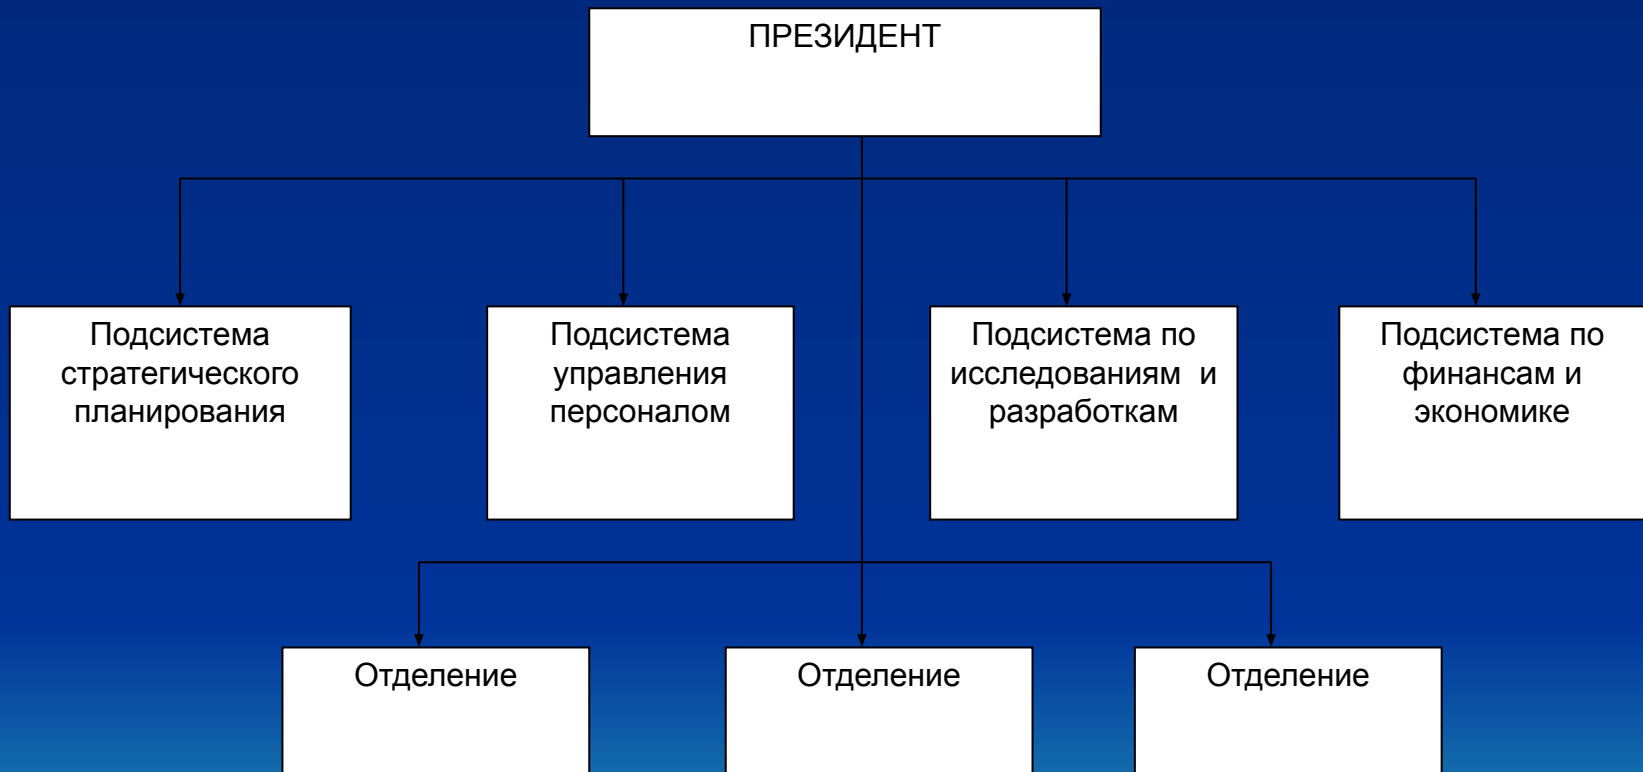 ПРЕЗИДЕНТ
Подсистема
стратегического
планирования
Подсистема
управления
персоналом
Подсистема по
исследованиям и
разработкам
Подсистема по
финансам и
экономике
Отделение
Отделение
Отделение